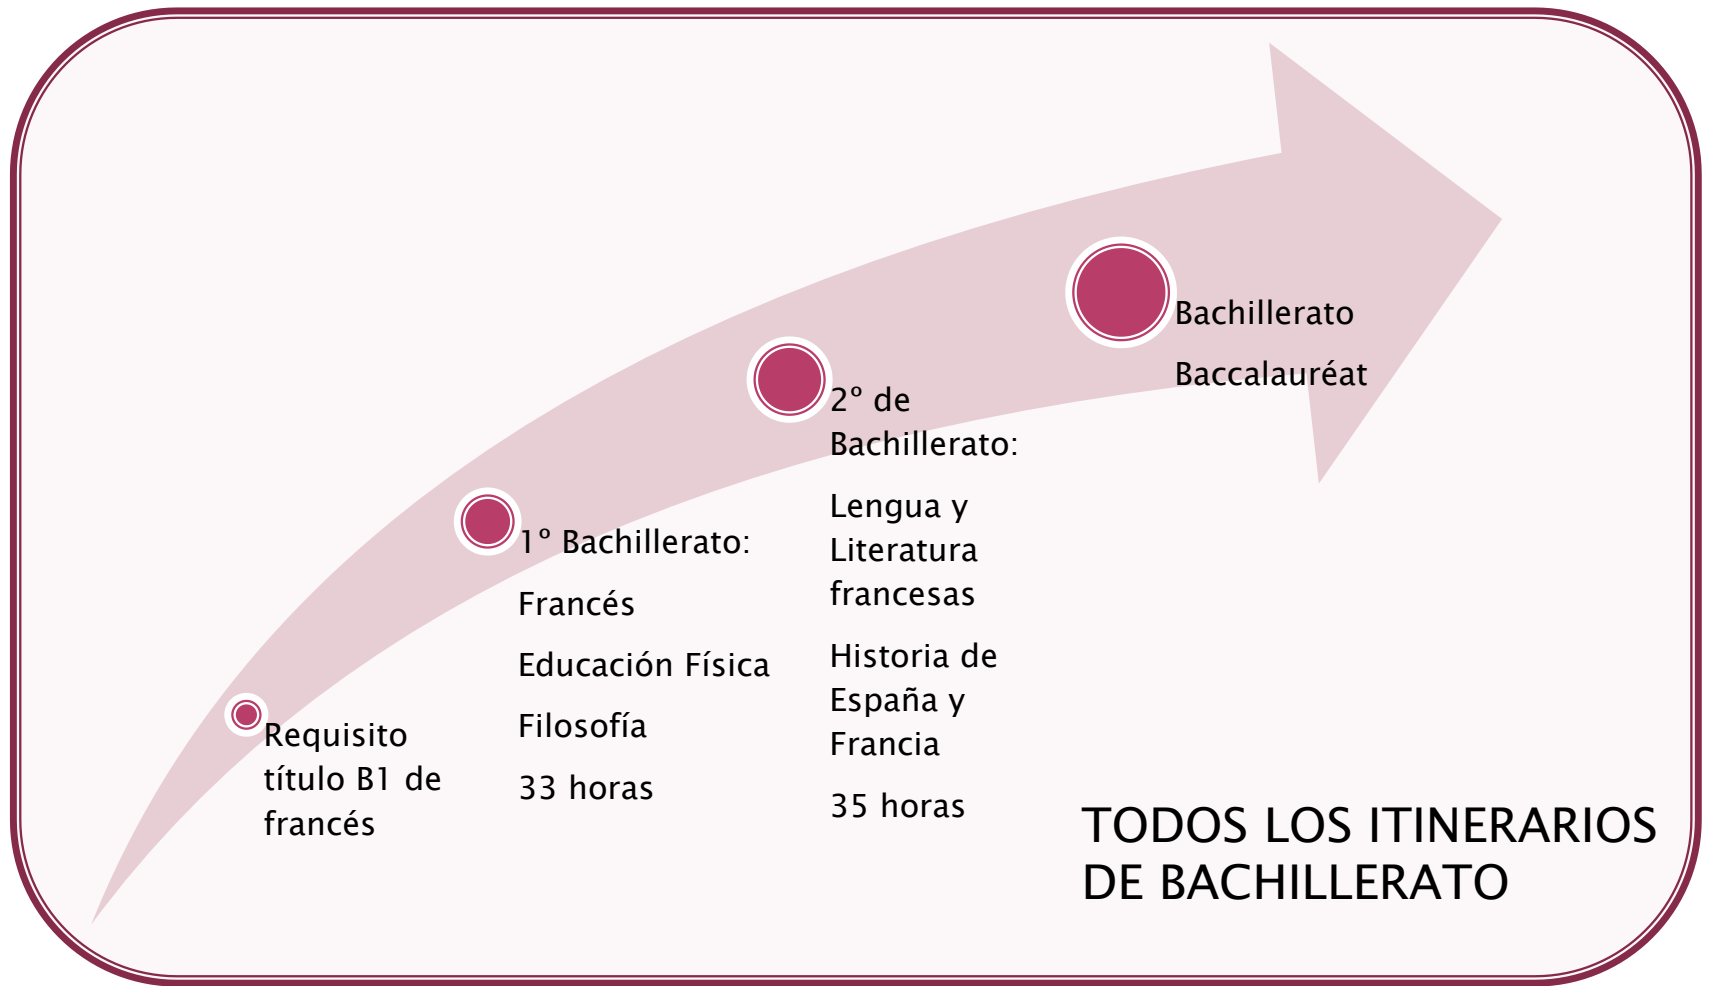 Requisito
título B1 de
francés
1º Bachillerato:
Francés
Educación Física
Filosofía
33 horas
2º de
Bachillerato:
Lengua y
Literatura
francesas
Historia de
España y
Francia
35 horas
Bachillerato
Baccalauréat
TODOS LOS ITINERARIOS
DE BACHILLERATO